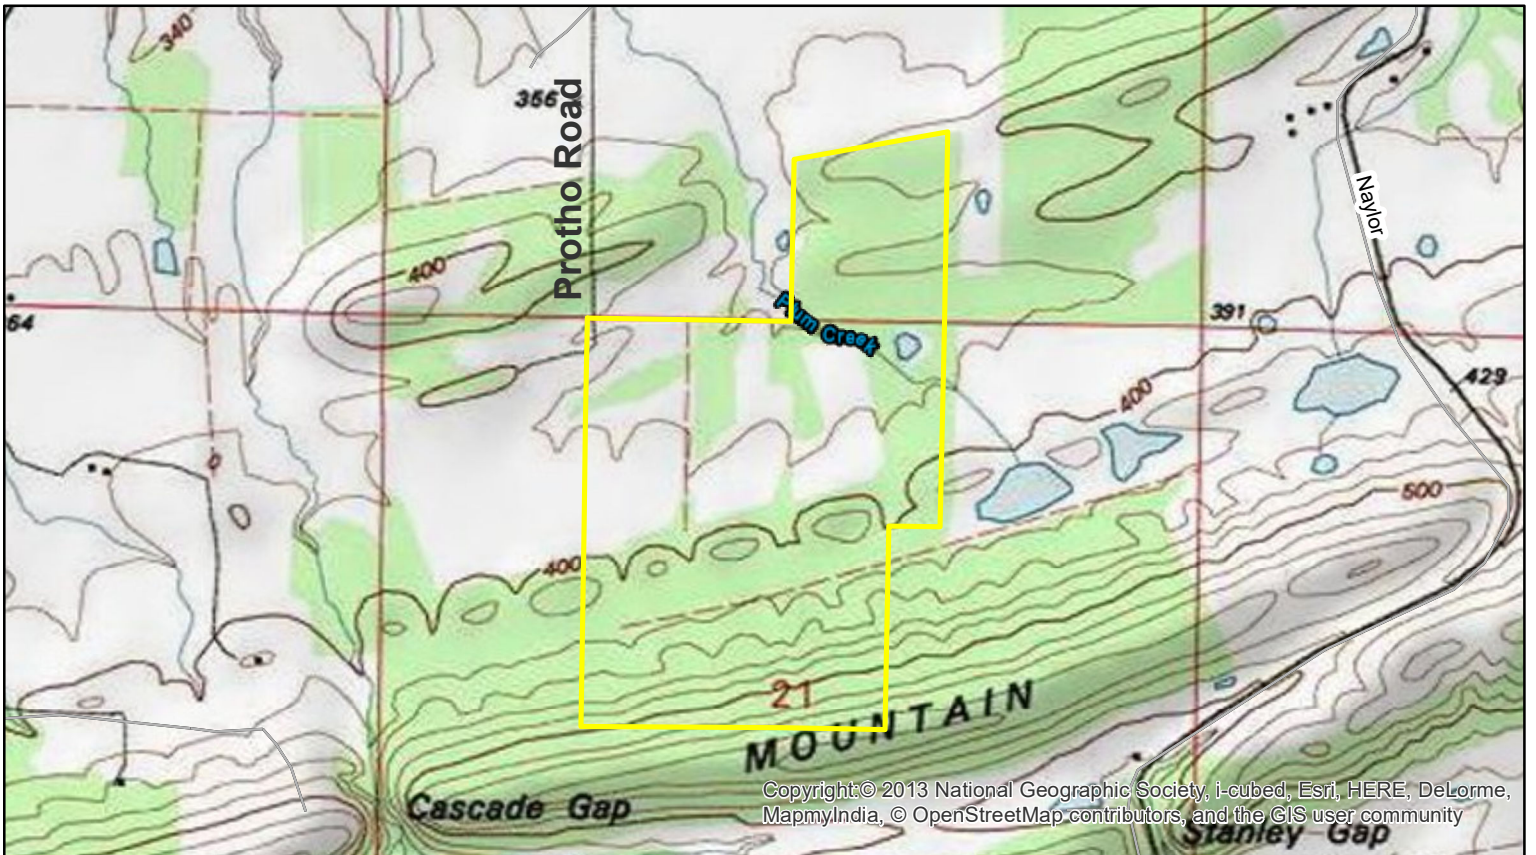 340
356
Protho Road
Naylor
400
64
391
Plum Creek
429
400
500
400
21
MOUNTAIN
Cascade Gap
Copyright:© 2013 National Geographic Society, i-cubed, Esri, HERE, DeLorme,
MapmyIndia, © OpenStreetMap contributors, and the GIS user community
Stanley Gap